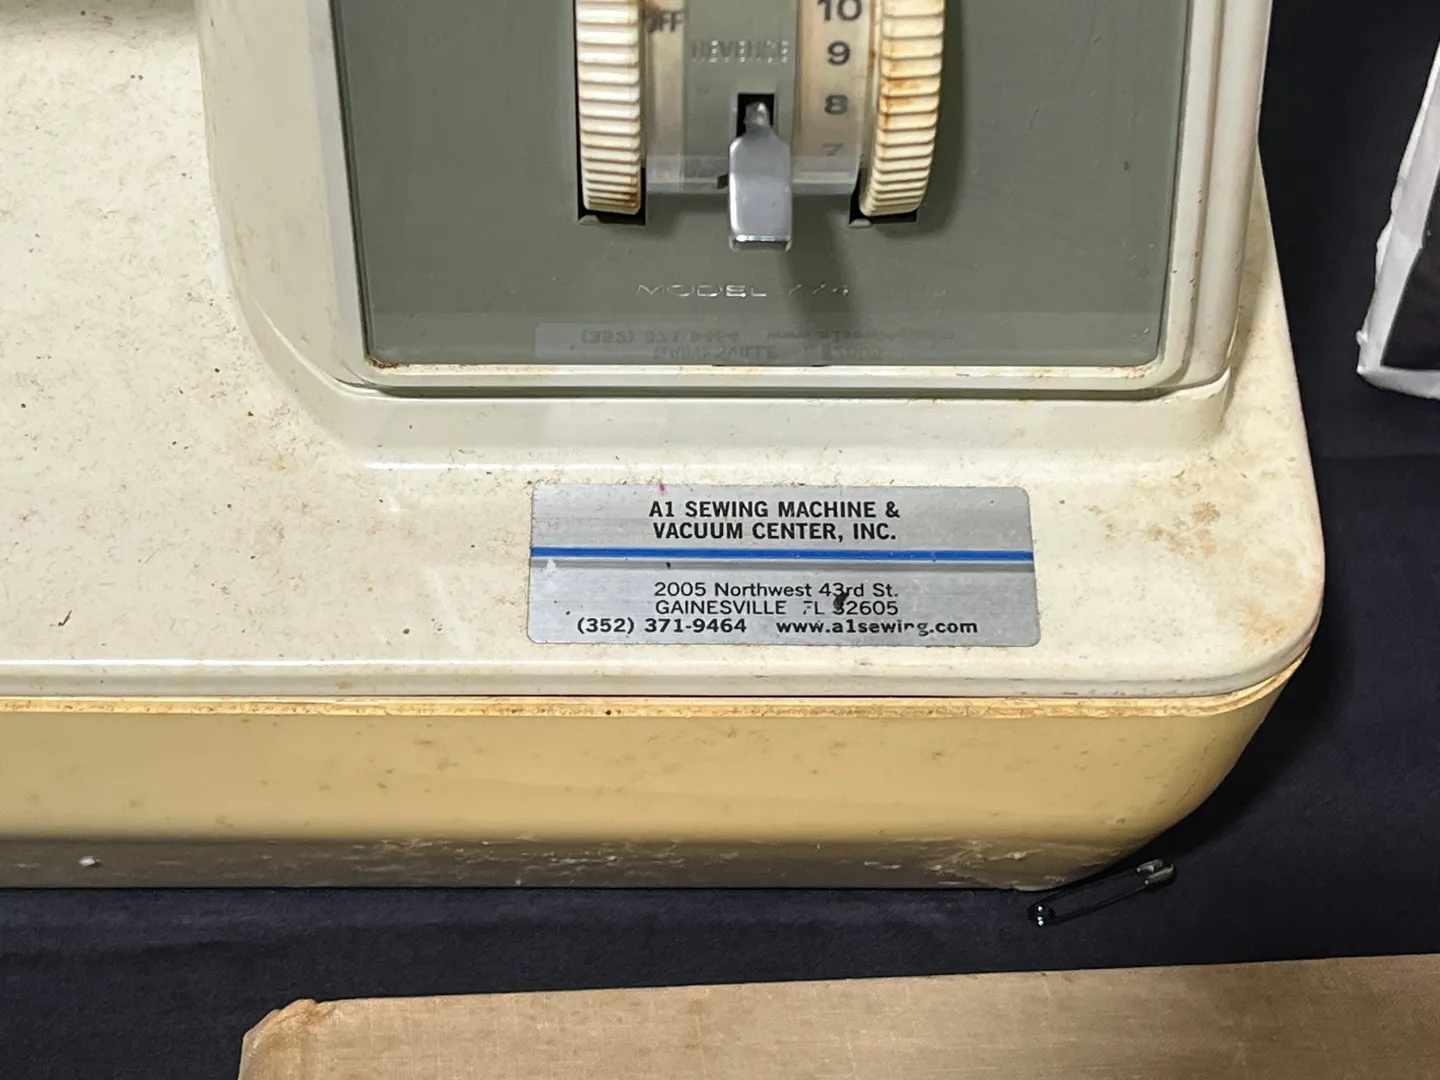 OFF
REVERSE
10
9
8
7
MODEL 774
A1 SEWING MACHINE &
VACUUM CENTER, INC.
2005 Northwest 43rd St.
GAINESVILLE FL 32605
(352) 371-9464 www.a1sewing.com